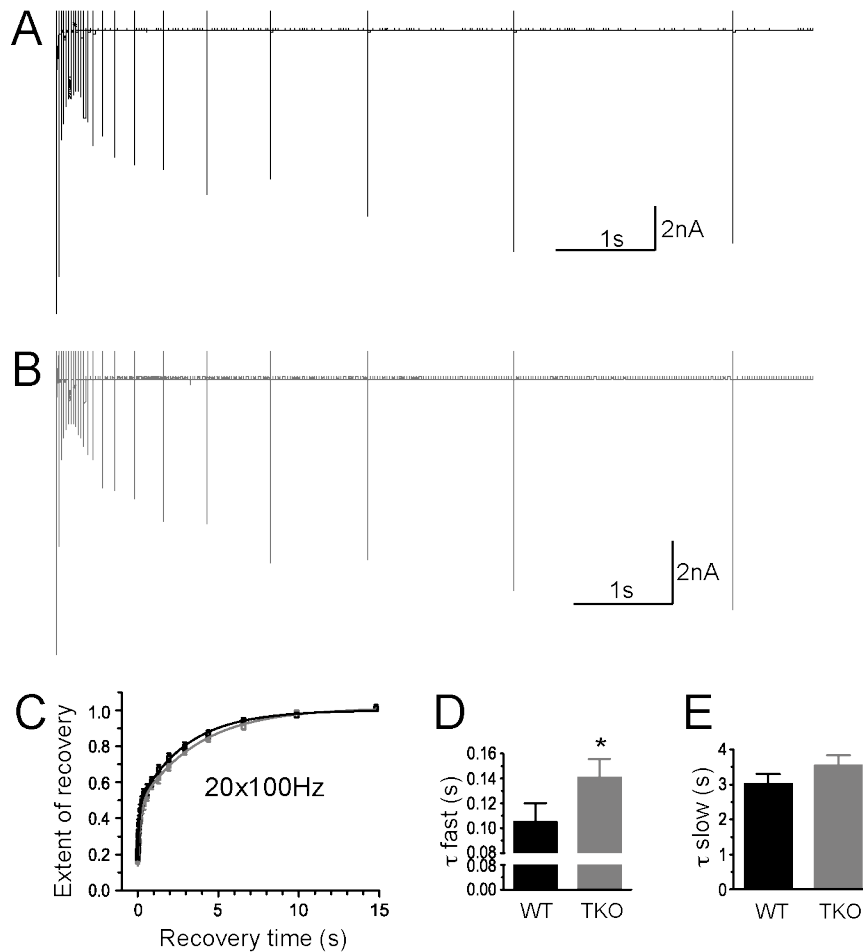 A
1s
2nA
B
1s
2nA
C
Extent of recovery
1.0
0.8
0.6
0.4
0.2
0.0
20x100Hz
0
5
10
15
Recovery time (s)
D
τ fast (s)
0.16
0.14
0.12
0.10
0.08
0.08
0.00
*
WT
TKO
E
τ slow (s)
4
3
2
1
0
WT
TKO